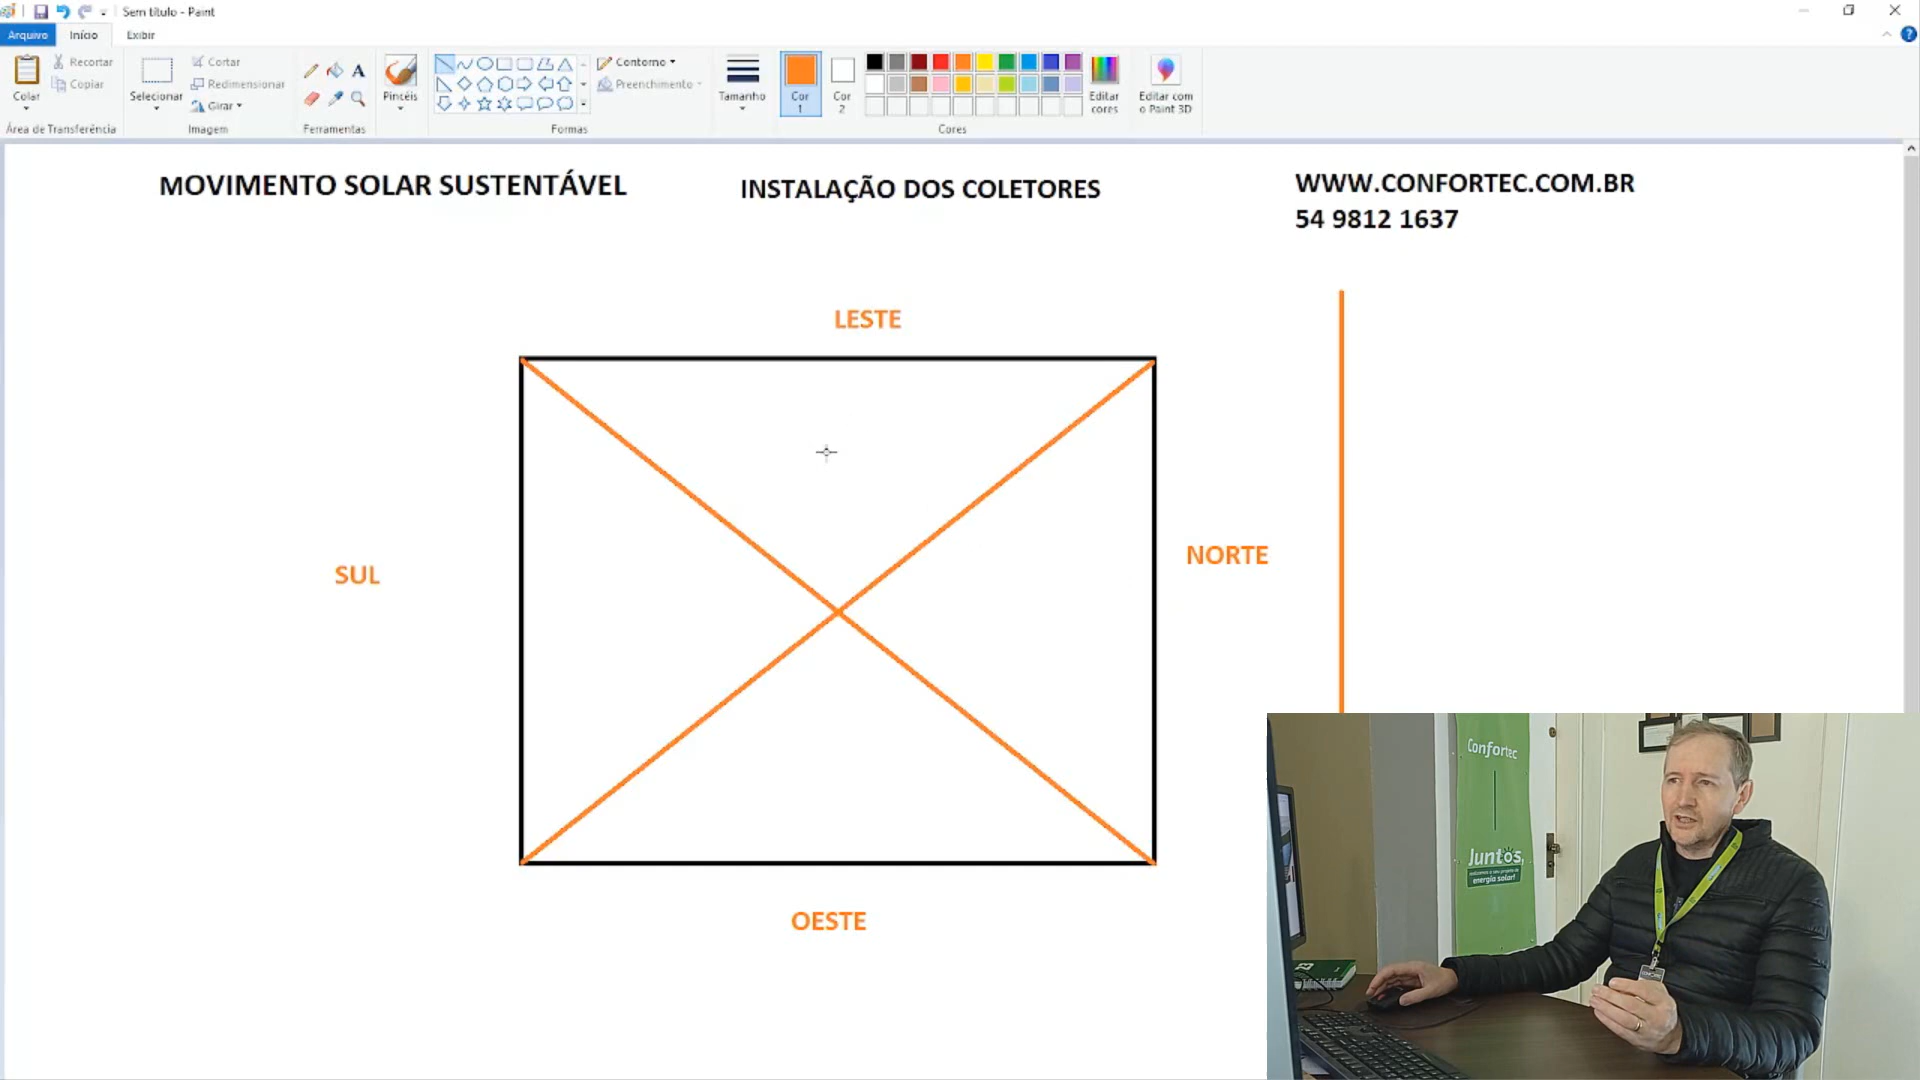 Sem título - Paint
Arquivo
Início
Exibir
Colar
Recortar
Copiar
Área de Transferência
Selecionar
Cortar
Redimensionar
Girar
Imagem
Ferramentas
Pincéis
Formas
Contorno
Preenchimento
Tamanho
Cor
1
Cor
2
Cores
Editar
cores
Editar com
o Paint 3D
MOVIMENTO SOLAR SUSTENTÁVEL
INSTALAÇÃO DOS COLETORES
WWW.CONFORTEC.COM.BR
54 9812 1637
LESTE
SUL
NORTE
OESTE
Confortec
Juntos,
energia solar!